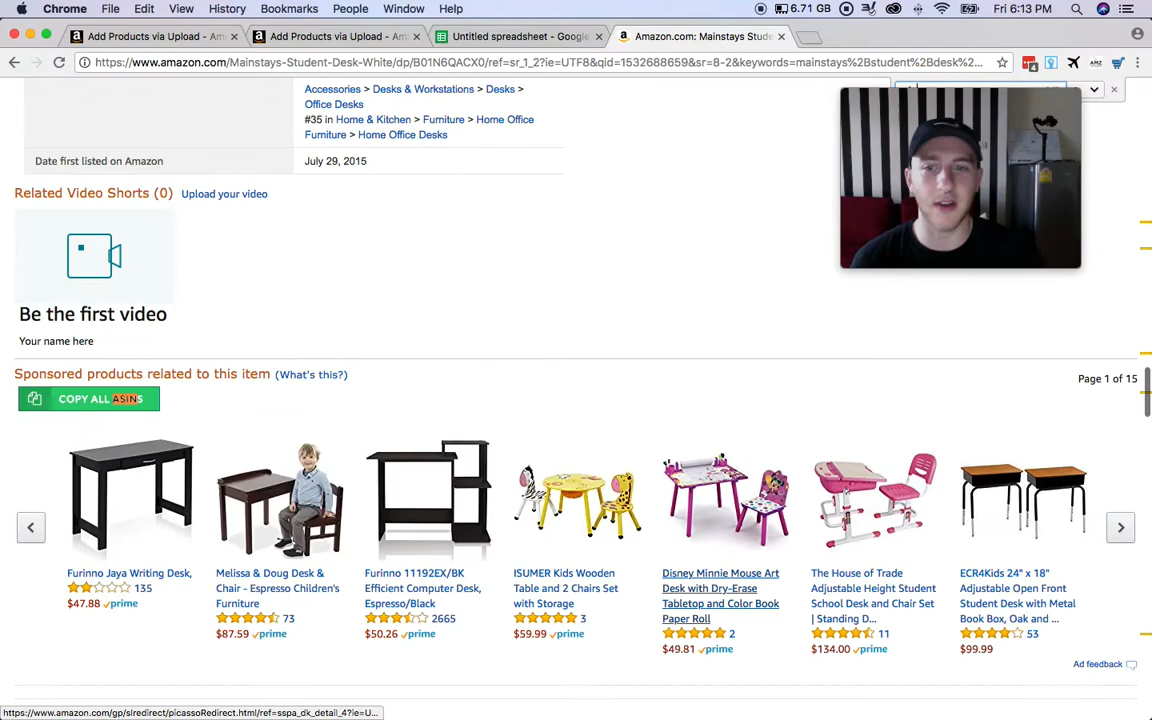 Chrome File Edit View History Bookmarks People Window Help 6.71 GB Fri 6:13 PM
Add Products via Upload - Am Add Products via Upload - Am Untitled spreadsheet - Google Amazon.com: Mainstays Stude
https://www.amazon.com/Mainstays-Student-Desk-White/dp/B01N6QACX0/ref=sr_1_2?ie=UTF8&qid=1532688659&sr=8-2&keywords=mainstays%2Bstudent%2Bdesk%2...
Accessories > Desks & Workstations > Desks >
Office Desks
#35 in Home & Kitchen > Furniture > Home Office
Furniture > Home Office Desks
Date first listed on Amazon July 29, 2015
Related Video Shorts (0) Upload your video
Be the first video
Your name here
Sponsored products related to this item (What's this?)
Page 1 of 15
COPY ALL ASINS
Furinno Jaya Writing Desk,
135
$47.88 prime
Melissa & Doug Desk &
Chair - Espresso Children's
Furniture
73
$87.59 prime
Furinno 11192EX/BK
Efficient Computer Desk,
Espresso/Black
2665
$50.26 prime
ISUMER Kids Wooden
Table and 2 Chairs Set
with Storage
3
$59.99 prime
Disney Minnie Mouse Art
Desk with Dry-Erase
Tabletop and Color Book
Paper Roll
2
$49.81 prime
The House of Trade
Adjustable Height Student
School Desk and Chair Set
| Standing D...
11
$134.00 prime
ECR4Kids 24" x 18"
Adjustable Open Front
Student Desk with Metal
Book Box, Oak and ...
53
$99.99
Ad feedback
https://www.amazon.com/gp/slredirect/picassoRedirect.html/ref=sspa_dk_detail_4?ie=U...